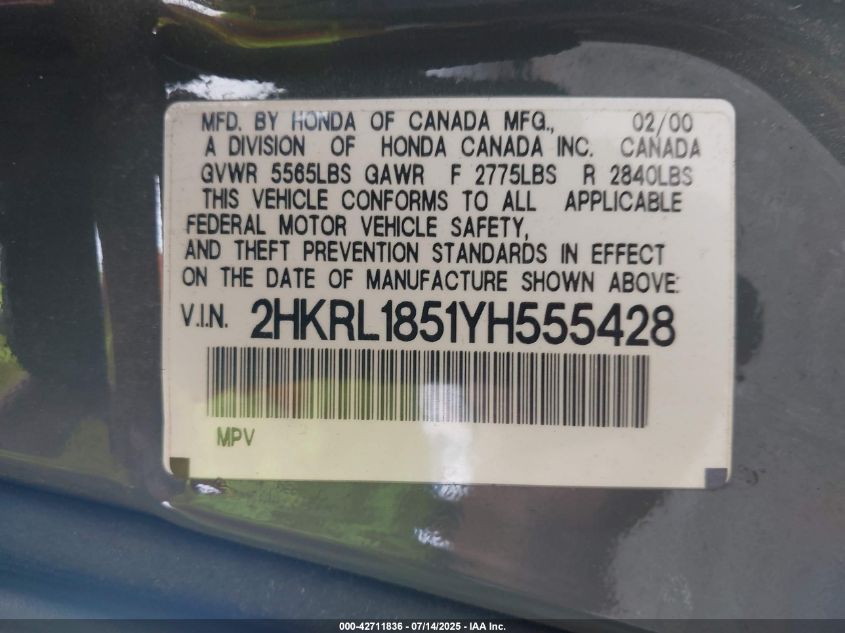 MFD. BY HONDA OF CANADA MFG., 02/00
A DIVISION OF HONDA CANADA INC. CANADA
GVWR 5565LBS GAWR F 2775LBS R 2840LBS
THIS VEHICLE CONFORMS TO ALL APPLICABLE
FEDERAL MOTOR VEHICLE SAFETY,
AND THEFT PREVENTION STANDARDS IN EFFECT
ON THE DATE OF MANUFACTURE SHOWN ABOVE:
V.I.N. 2HKRL1851YH555428
MPV
000-42711836 - 07/14/2025 - IAA Inc.